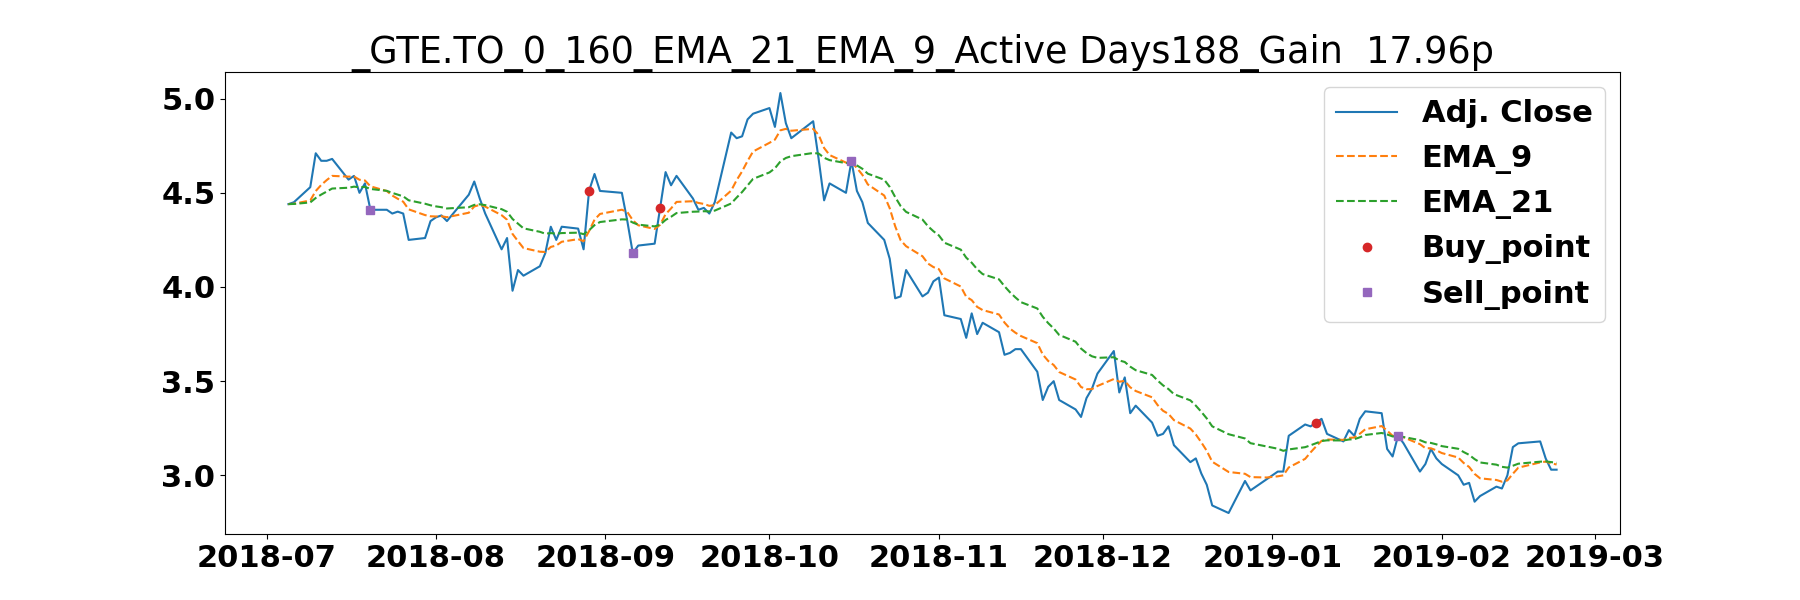 _GTE.TO_0_160_EMA_21_EMA_9_Active Days188_Gain  17.96p
5.0
4.5
4.0
3.5
3.0
Adj. Close
EMA_9
EMA_21
Buy_point
Sell_point
2018-07 2018-08 2018-09 2018-10 2018-11 2018-12 2019-01 2019-02 2019-03